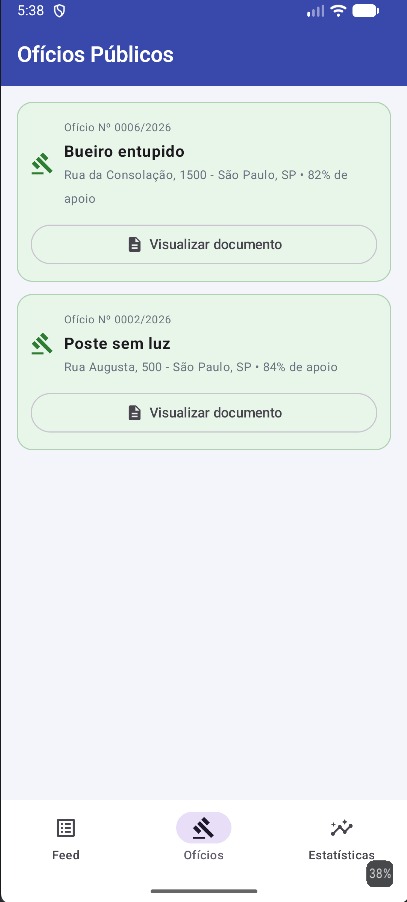 5:38
Ofícios Públicos
Ofício Nº 0006/2026
Bueiro entupido
Rua da Consolação, 1500 - São Paulo, SP • 82% de
apoio
Visualizar documento
Ofício Nº 0002/2026
Poste sem luz
Rua Augusta, 500 - São Paulo, SP • 84% de apoio
Visualizar documento
Feed
Ofícios
Estatísticas
38%